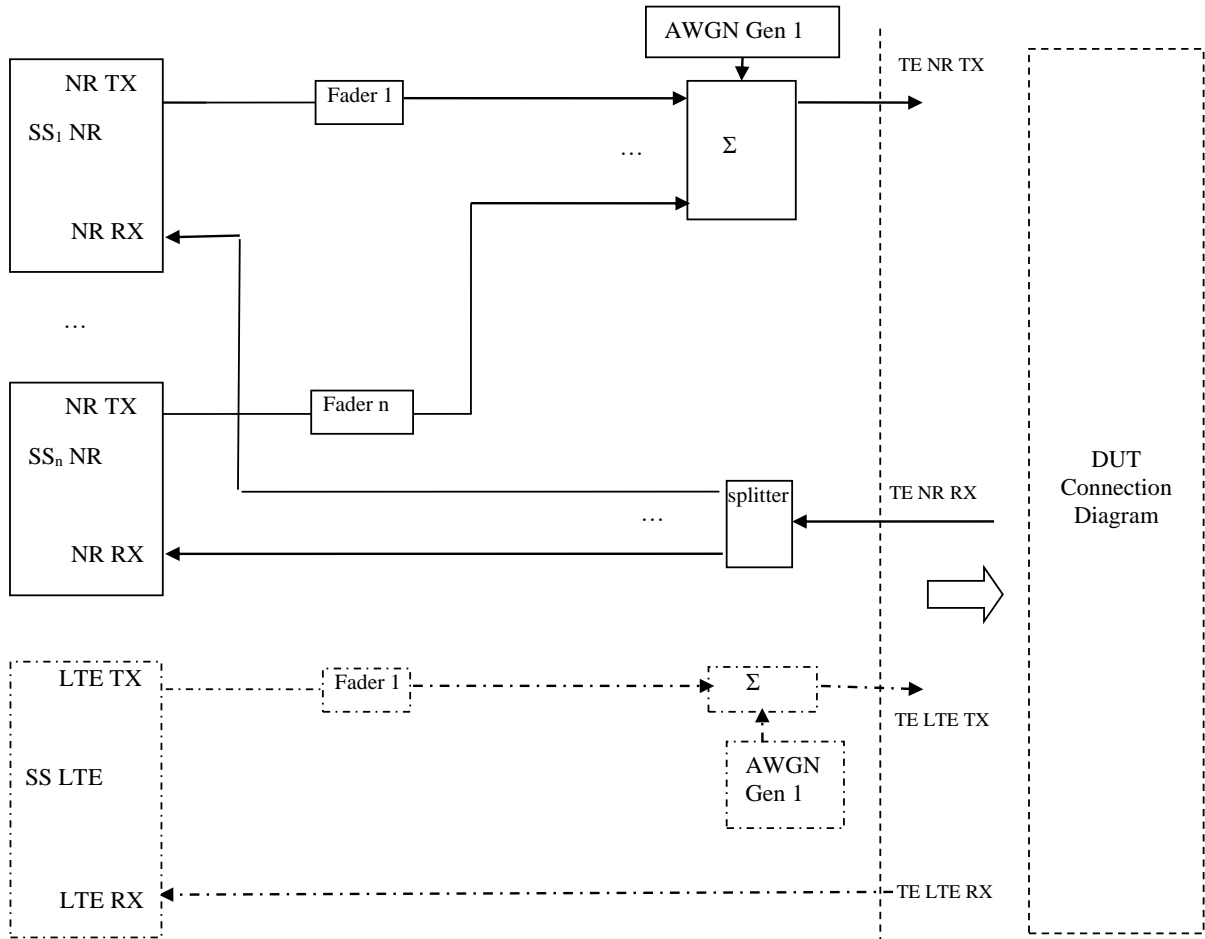 AWGN Gen 1
TE NR TX
NR TX
Fader 1
SS₁ NR
…
Σ
NR RX
…
NR TX
Fader n
SSₙ NR
DUT
Connection
Diagram
splitter
TE NR RX
…
NR RX
LTE TX
Fader 1
Σ
TE LTE TX
SS LTE
AWGN
Gen 1
LTE RX
TE LTE RX